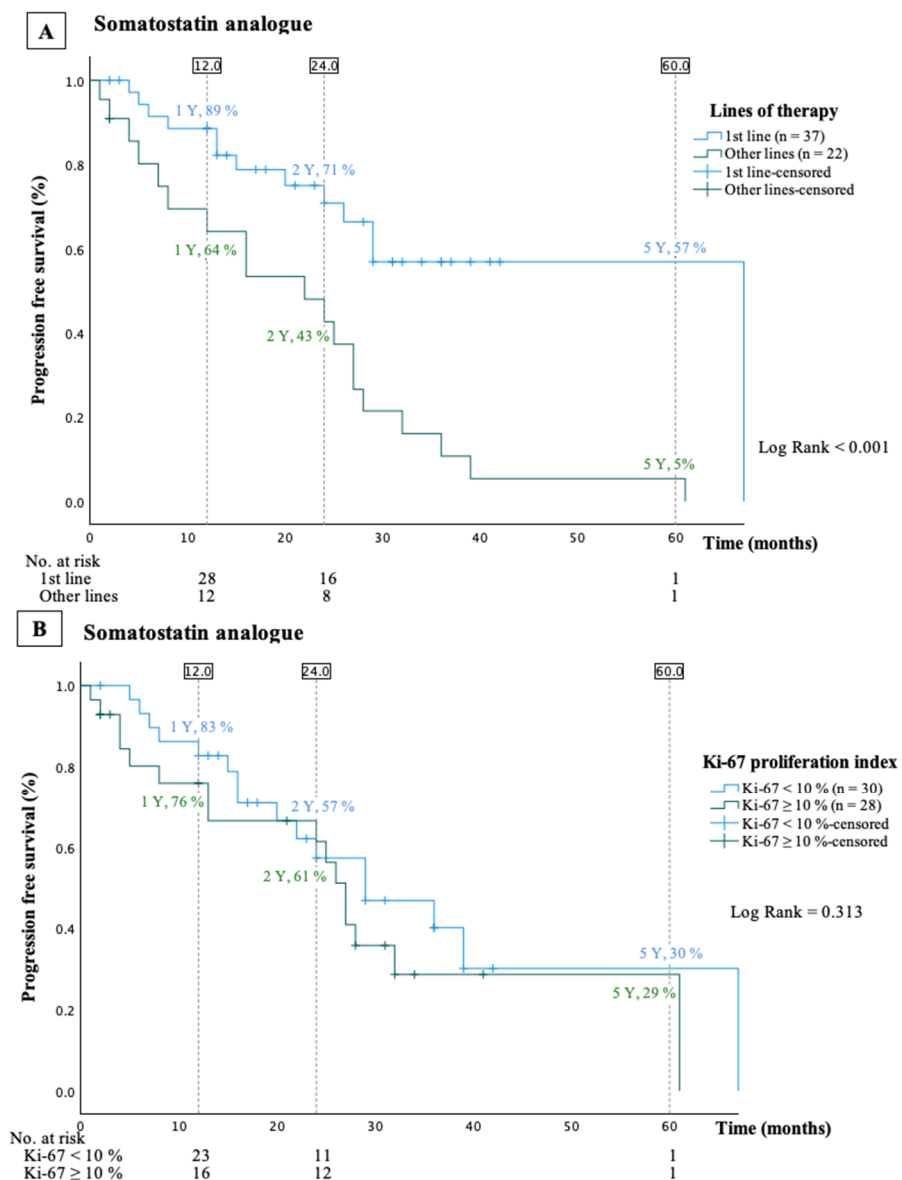 A
Somatostatin analogue
12.0 24.0 60.0
1.0
0.8
0.6
0.4
0.2
0.0
Progression free survival (%)
1 Y, 89 %
2 Y, 71 %
5 Y, 57 %
1 Y, 64 %
2 Y, 43 %
5 Y, 5%
Lines of therapy
1st line (n = 37)
Other lines (n = 22)
1st line-censored
Other lines-censored
Log Rank < 0.001
0 10 20 30 40 50 60
Time (months)
No. at risk
1st line 28 16 1
Other lines 12 8 1
B
Somatostatin analogue
12.0 24.0 60.0
1.0
0.8
0.6
0.4
0.2
0.0
Progression free survival (%)
1 Y, 83 %
1 Y, 76 %
2 Y, 57 %
2 Y, 61 %
5 Y, 30 %
5 Y, 29 %
Ki-67 proliferation index
Ki-67 < 10 % (n = 30)
Ki-67 ≥ 10 % (n = 28)
Ki-67 < 10 %-censored
Ki-67 ≥ 10 %-censored
Log Rank = 0.313
0 10 20 30 40 50 60
Time (months)
No. at risk
Ki-67 < 10 % 23 11 1
Ki-67 ≥ 10 % 16 12 1